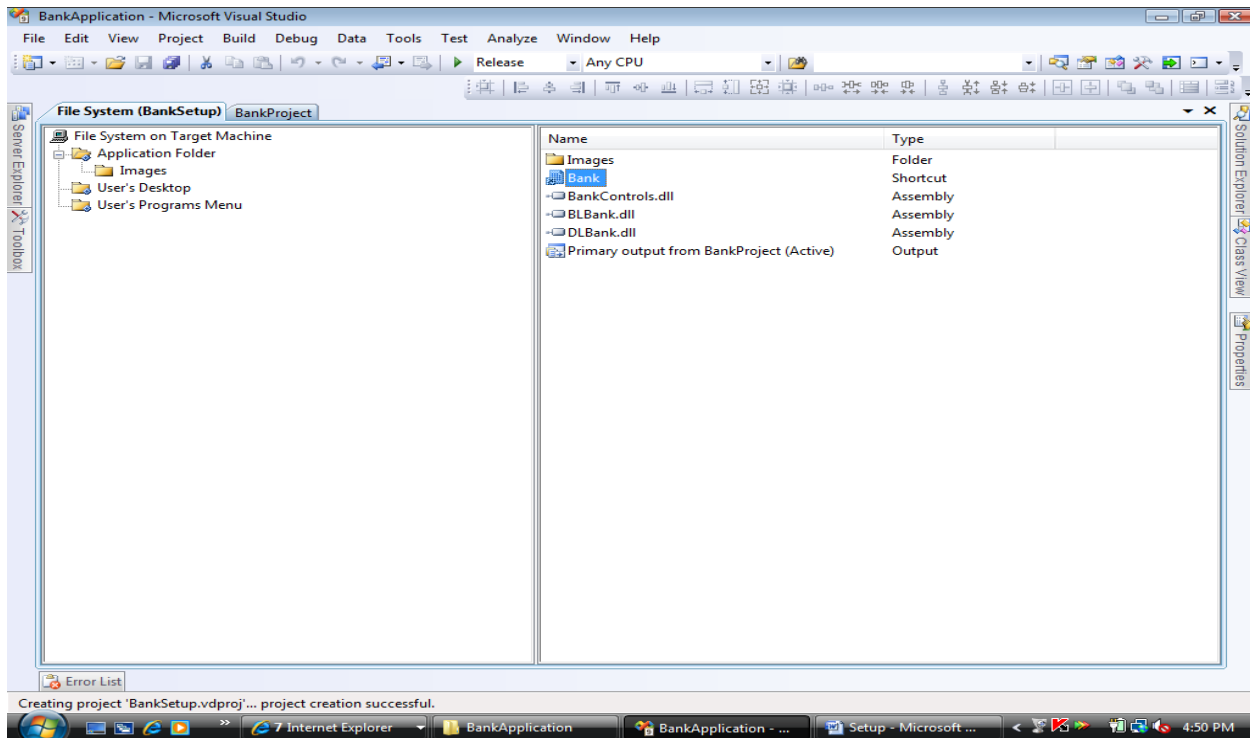 BankApplication - Microsoft Visual Studio
File Edit View Project Build Debug Data Tools Test Analyze Window Help
Release Any CPU
File System (BankSetup) BankProject
Server Explorer
Toolbox
File System on Target Machine
Application Folder
Images
User's Desktop
User's Programs Menu
Name Type
Images Folder
Bank Shortcut
BankControls.dll Assembly
BLBank.dll Assembly
DLBank.dll Assembly
Primary output from BankProject (Active) Output
Solution Explorer
Class View
Properties
Error List
Creating project 'BankSetup.vdproj'... project creation successful.
7 Internet Explorer BankApplication BankApplication - ... Setup - Microsoft ... 4:50 PM